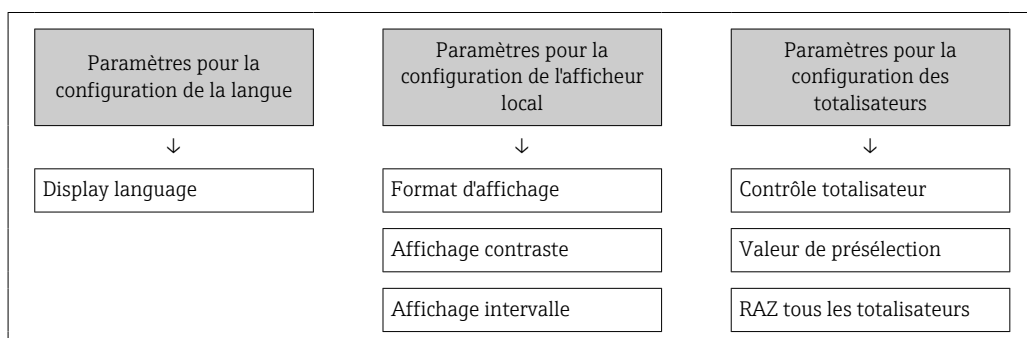 Paramètres pour la
configuration de la langue
↓
Display language
Paramètres pour la
configuration de l'afficheur
local
↓
Format d'affichage
Affichage contraste
Affichage intervalle
Paramètres pour la
configuration des
totalisateurs
↓
Contrôle totalisateur
Valeur de présélection
RAZ tous les totalisateurs